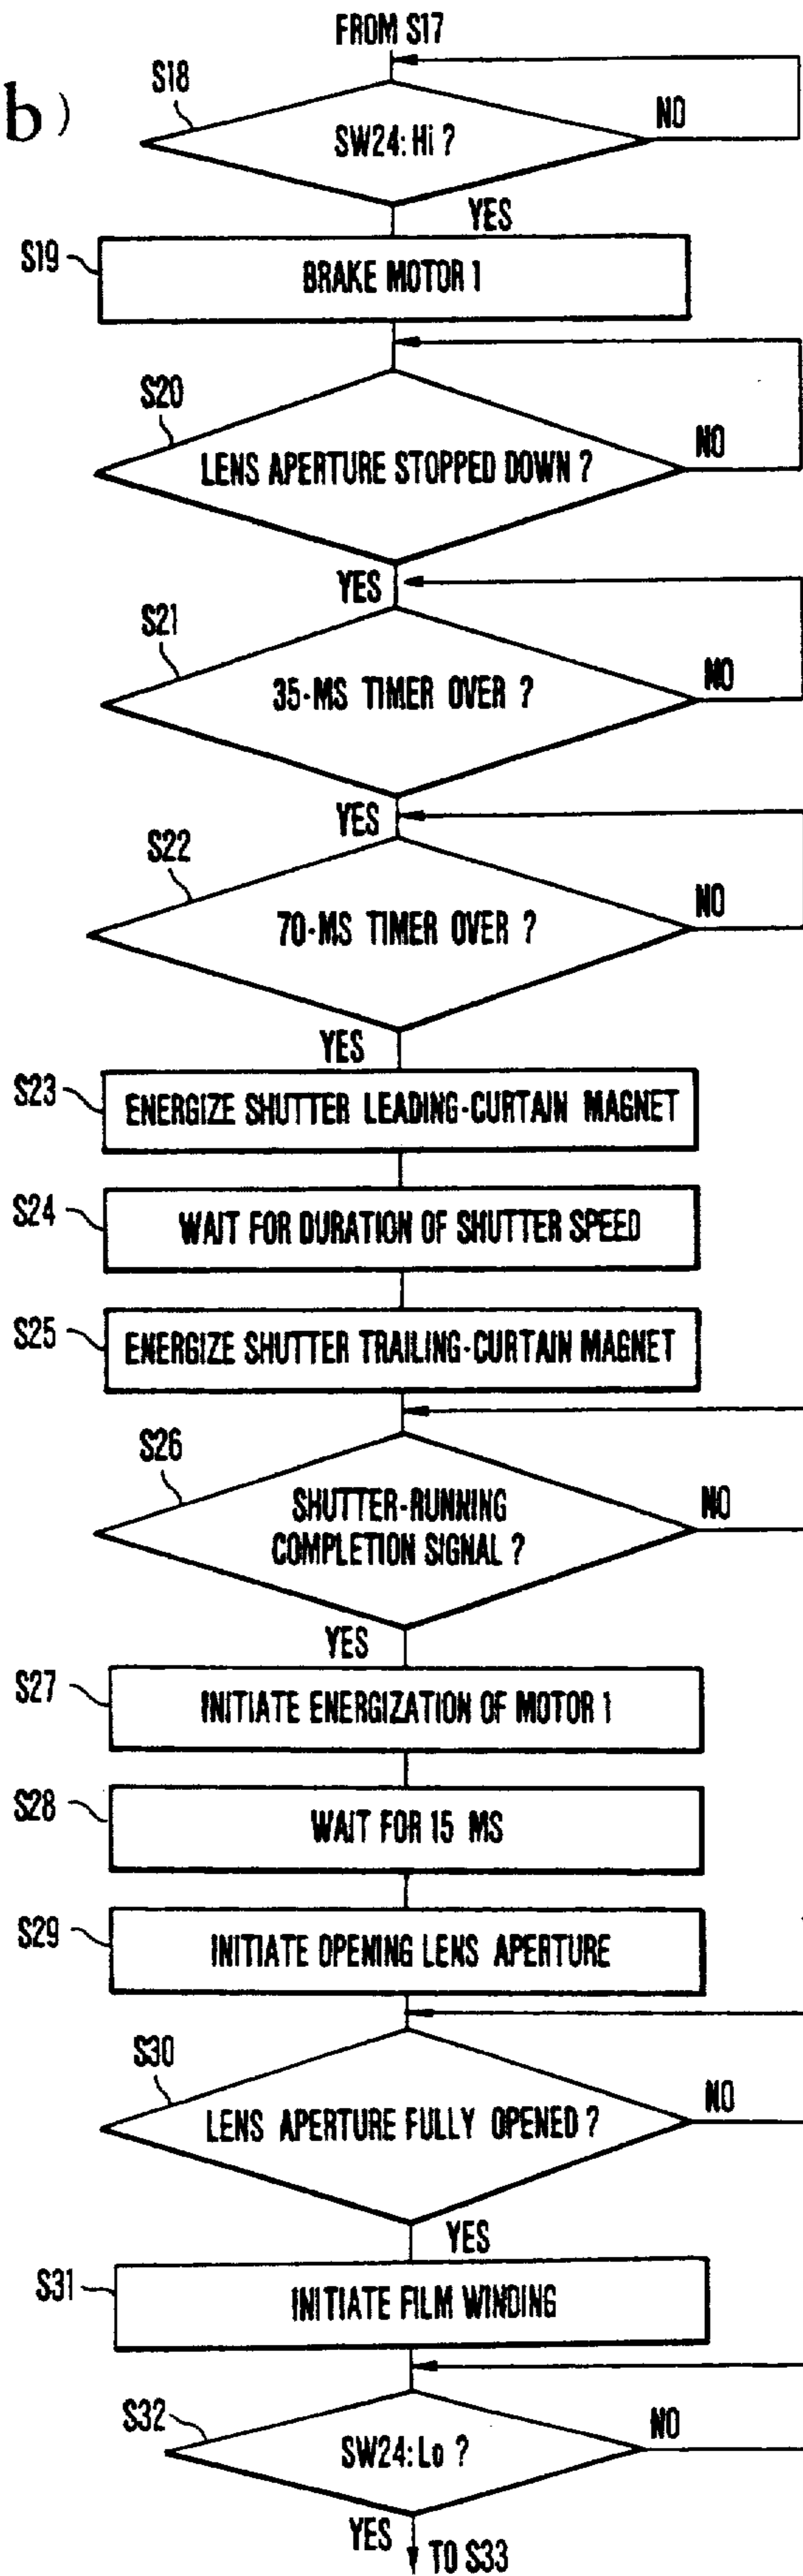 FROM S17
b)
S18
SW24: Hi ?
NO
YES
S19
BRAKE MOTOR 1
S20
LENS APERTURE STOPPED DOWN ?
NO
YES
S21
35-MS TIMER OVER ?
NO
YES
S22
70-MS TIMER OVER ?
NO
YES
S23
ENERGIZE SHUTTER LEADING-CURTAIN MAGNET
S24
WAIT FOR DURATION OF SHUTTER SPEED
S25
ENERGIZE SHUTTER TRAILING-CURTAIN MAGNET
S26
SHUTTER-RUNNING
COMPLETION SIGNAL ?
NO
YES
S27
INITIATE ENERGIZATION OF MOTOR 1
S28
WAIT FOR 15 MS
S29
INITIATE OPENING LENS APERTURE
S30
LENS APERTURE FULLY OPENED ?
NO
YES
S31
INITIATE FILM WINDING
S32
SW24: Lo ?
NO
YES
TO S33